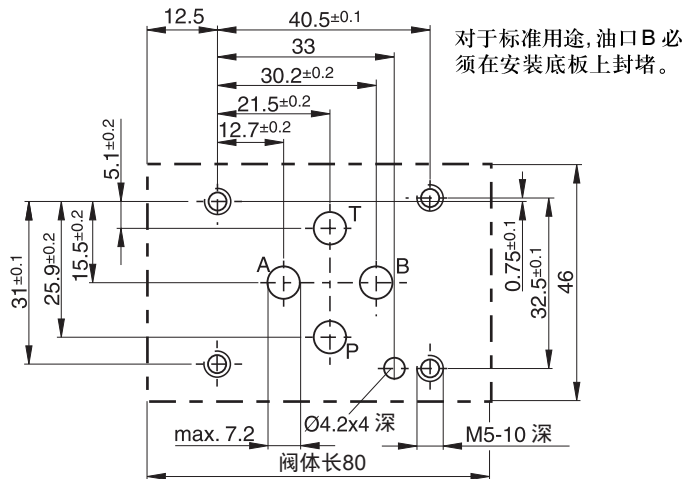 12.5
40.5±0.1
33
30.2±0.2
21.5±0.2
12.7±0.2
对于标准用途,油口B 必
须在安装底板上封堵。
5.1±0.2
T
A
B
P
31±0.1
25.9±0.2
15.5±0.2
0.75±0.1
32.5±0.1
46
Ø4.2x4 深
max. 7.2
M5-10 深
阀体长80